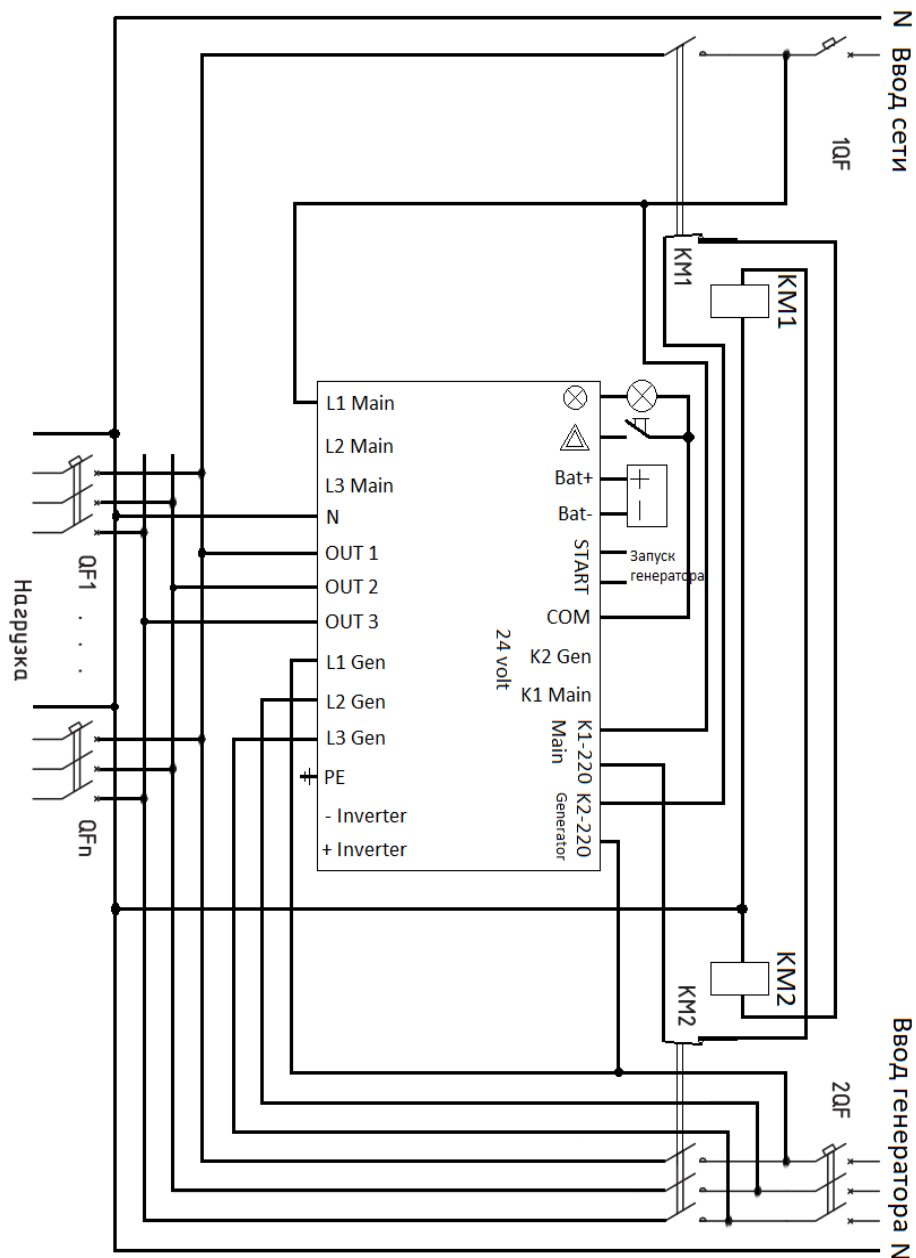 N Ввод сети
1QF
KM1
KM1
L1 Main
L2 Main
L3 Main
N
OUT 1
OUT 2
OUT 3
L1 Gen
L2 Gen
L3 Gen
PE
- Inverter
+ Inverter
Bat+
Bat-
START
Запуск
генератора
COM
24 volt
K2 Gen
K1 Main
K1-220
Main
K2-220
Generator
QF1 . . .
Нагрузка
QFn
KM2
KM2
2QF
Ввод генератора N